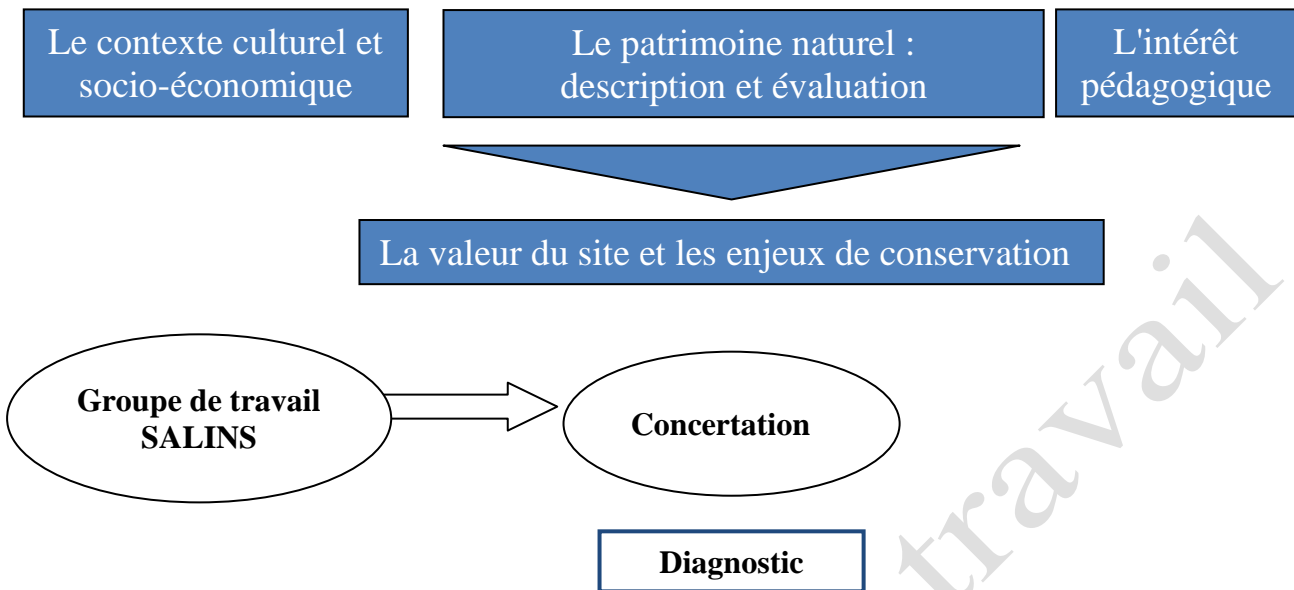 Le contexte culturel et
socio-économique
Le patrimoine naturel :
description et évaluation
L'intérêt
pédagogique
La valeur du site et les enjeux de conservation
Groupe de travail
SALINS
Concertation
Diagnostic
travail